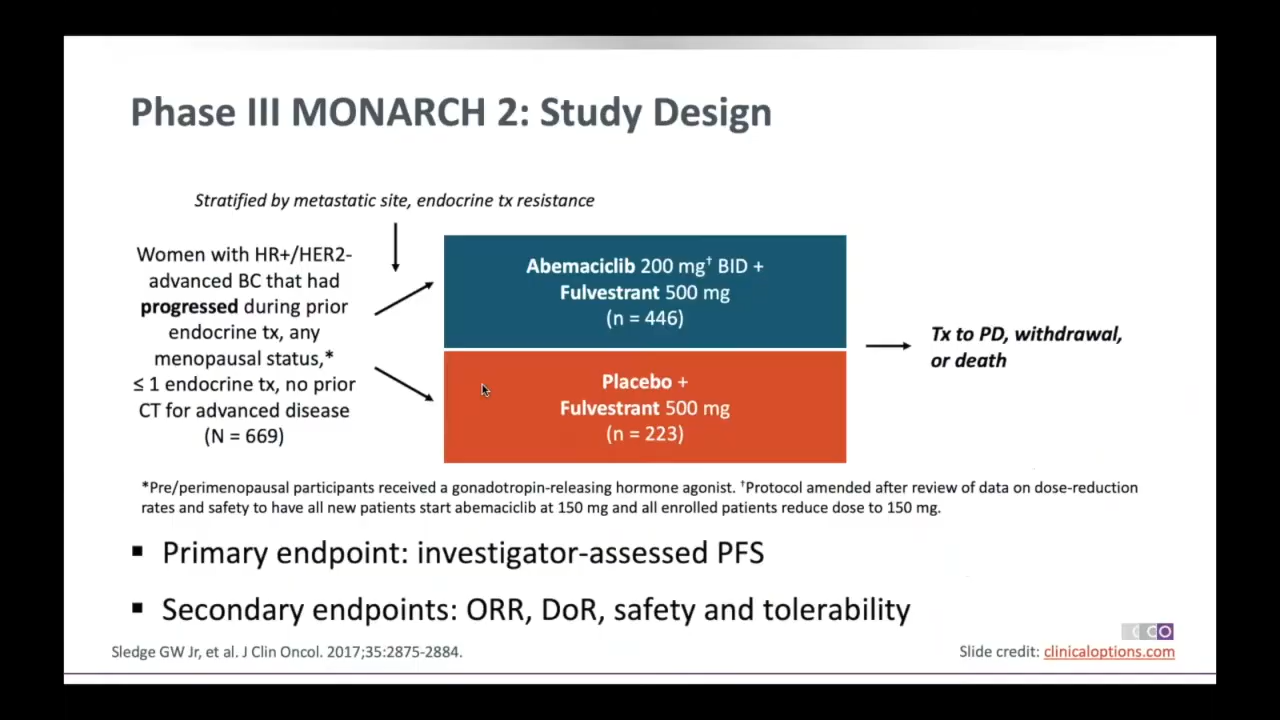 Phase III MONARCH 2: Study Design
Stratified by metastatic site, endocrine tx resistance
Women with HR+/HER2-
advanced BC that had
progressed during prior
endocrine tx, any
menopausal status,*
≤ 1 endocrine tx, no prior
CT for advanced disease
(N = 669)
Abemaciclib 200 mg† BID +
Fulvestrant 500 mg
(n = 446)
Placebo +
Fulvestrant 500 mg
(n = 223)
Tx to PD, withdrawal,
or death
*Pre/perimenopausal participants received a gonadotropin-releasing hormone agonist. †Protocol amended after review of data on dose-reduction
rates and safety to have all new patients start abemaciclib at 150 mg and all enrolled patients reduce dose to 150 mg.
▪ Primary endpoint: investigator-assessed PFS
▪ Secondary endpoints: ORR, DoR, safety and tolerability
CCO
Sledge GW Jr, et al. J Clin Oncol. 2017;35:2875-2884.
Slide credit: clinicaloptions.com